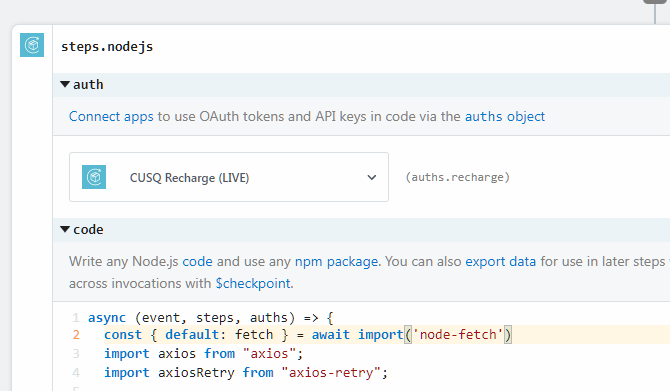 steps.nodejs
auth
Connect apps to use OAuth tokens and API keys in code via the auths object
CUSQ Recharge (LIVE)
(auths.recharge)
code
Write any Node.js code and use any npm package. You can also export data for use in later steps
across invocations with $checkpoint.
1 async (event, steps, auths) => {
2 const { default: fetch } = await import('node-fetch')
3 import axios from "axios";
4 import axiosRetry from "axios-retry";